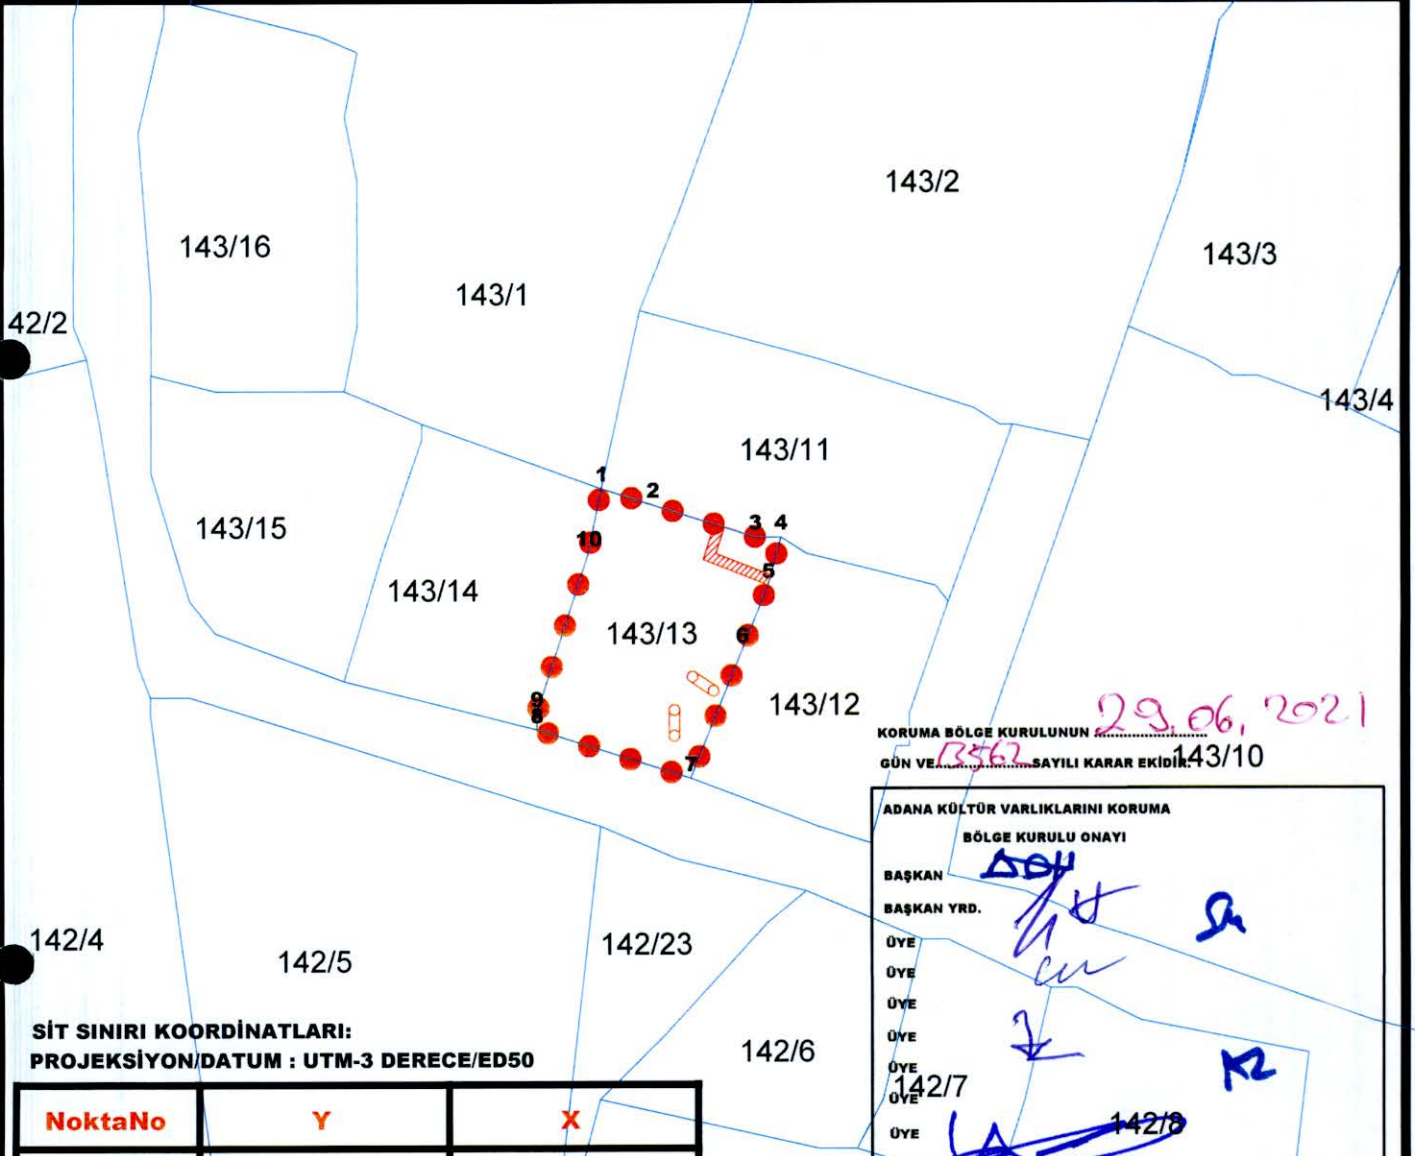 143/2
143/16
143/3
143/1
42/2
143/4
143/11
1
2
3 4
143/15
10
5
143/14
143/13
6
9
8
143/12
7
KORUMA BÖLGE KURULUNUN 29.06.2021
GÜN VE 13562 SAYILI KARAR EKİDİR.
143/10
ADANA KÜLTÜR VARLIKLARINI KORUMA
BÖLGE KURULU ONAYI
BAŞKAN
BAŞKAN YRD.
ÜYE
ÜYE
ÜYE
ÜYE
ÜYE
ÜYE
ÜYE
142/4
142/5
142/23
142/6
142/7
142/8
SİT SINIRI KOORDİNATLARI:
PROJEKSİYON/DATUM : UTM-3 DERECE/ED50
NoktaNo Y X